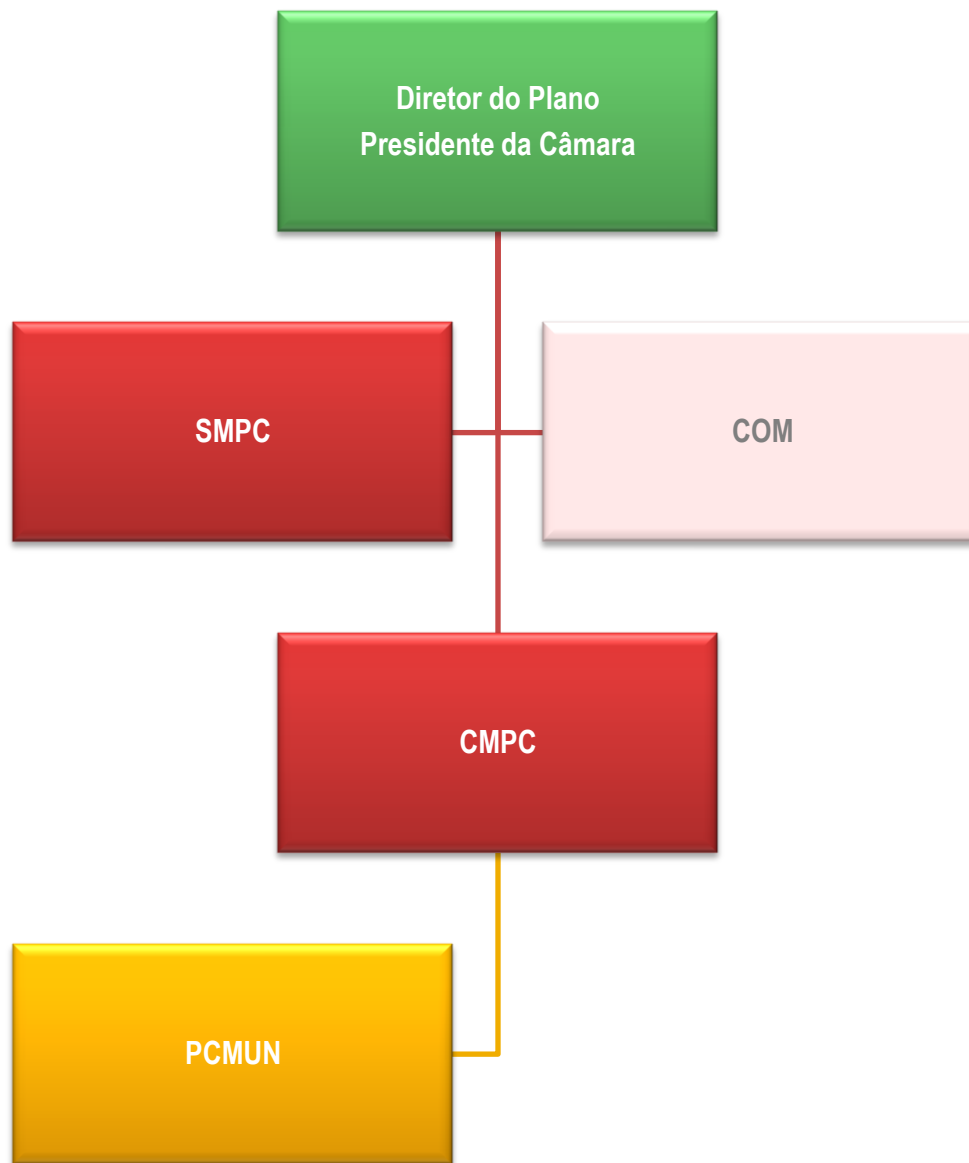 Diretor do Plano
Presidente da Câmara
SMPC
COM
CMPC
PCMUN